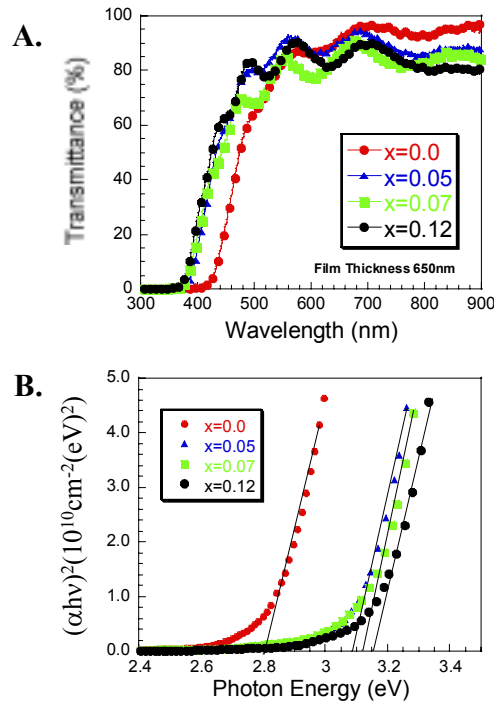 A.
Transmittance (%)
100
80
60
40
20
0
x=0.0
x=0.05
x=0.07
x=0.12
Film Thickness 650nm
300 400 500 600 700 800 900
Wavelength (nm)
B.
(αhν)²(10¹⁰cm⁻²(eV)²)
5.0
4.0
3.0
2.0
1.0
0.0
x=0.0
x=0.05
x=0.07
x=0.12
2.4 2.6 2.8 3 3.2 3.4
Photon Energy (eV)